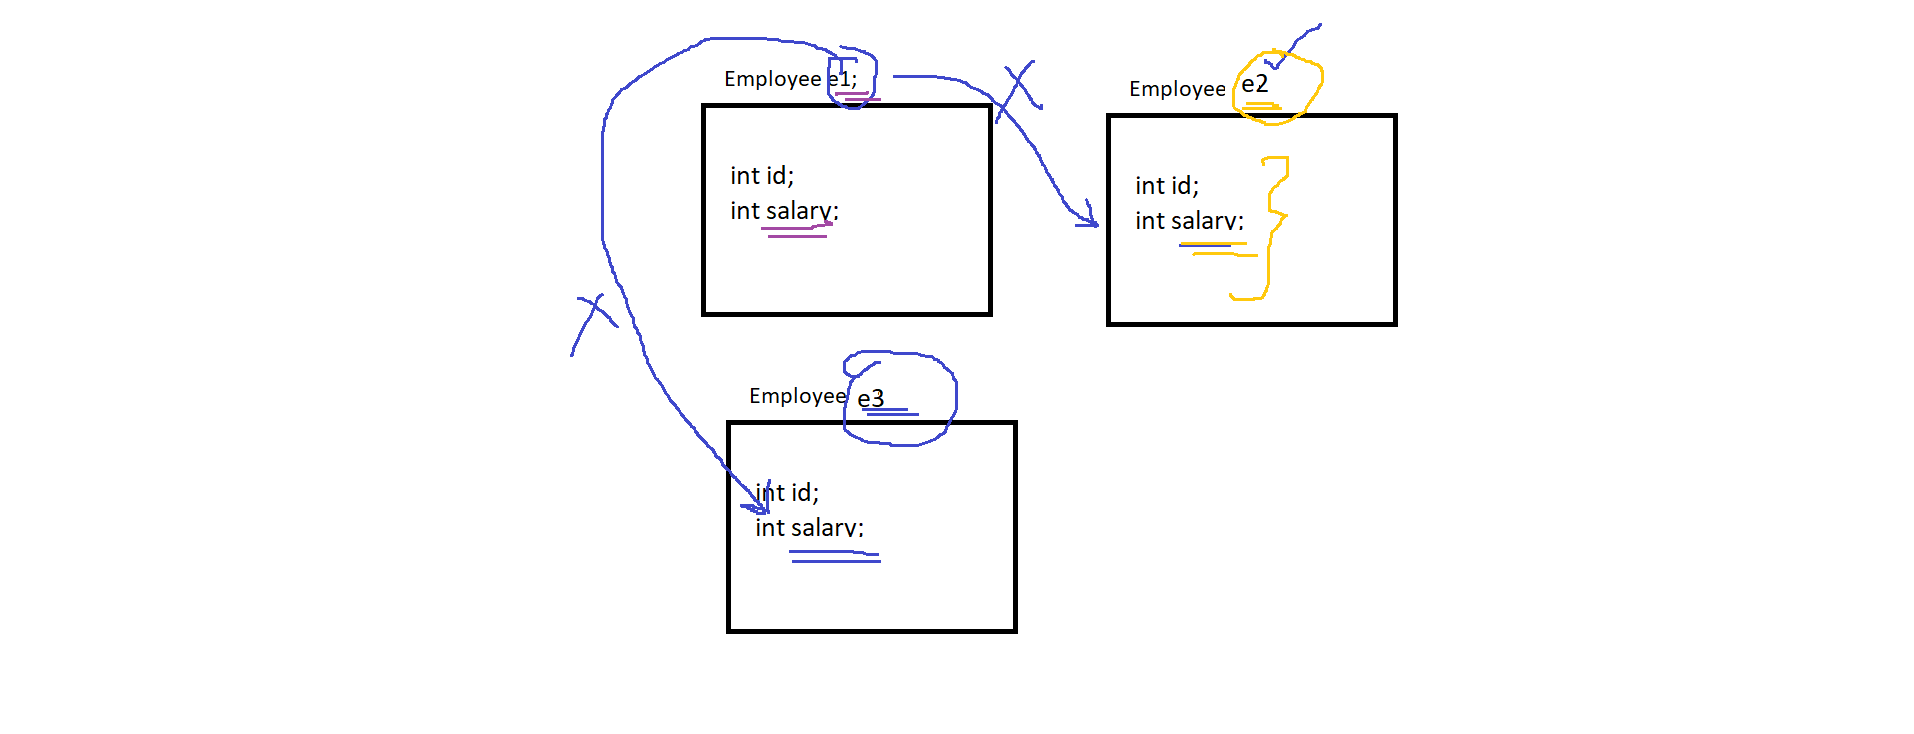 Employee e1;
int id;
int salary;
Employee e2
int id;
int salary;
Employee e3
int id;
int salary;